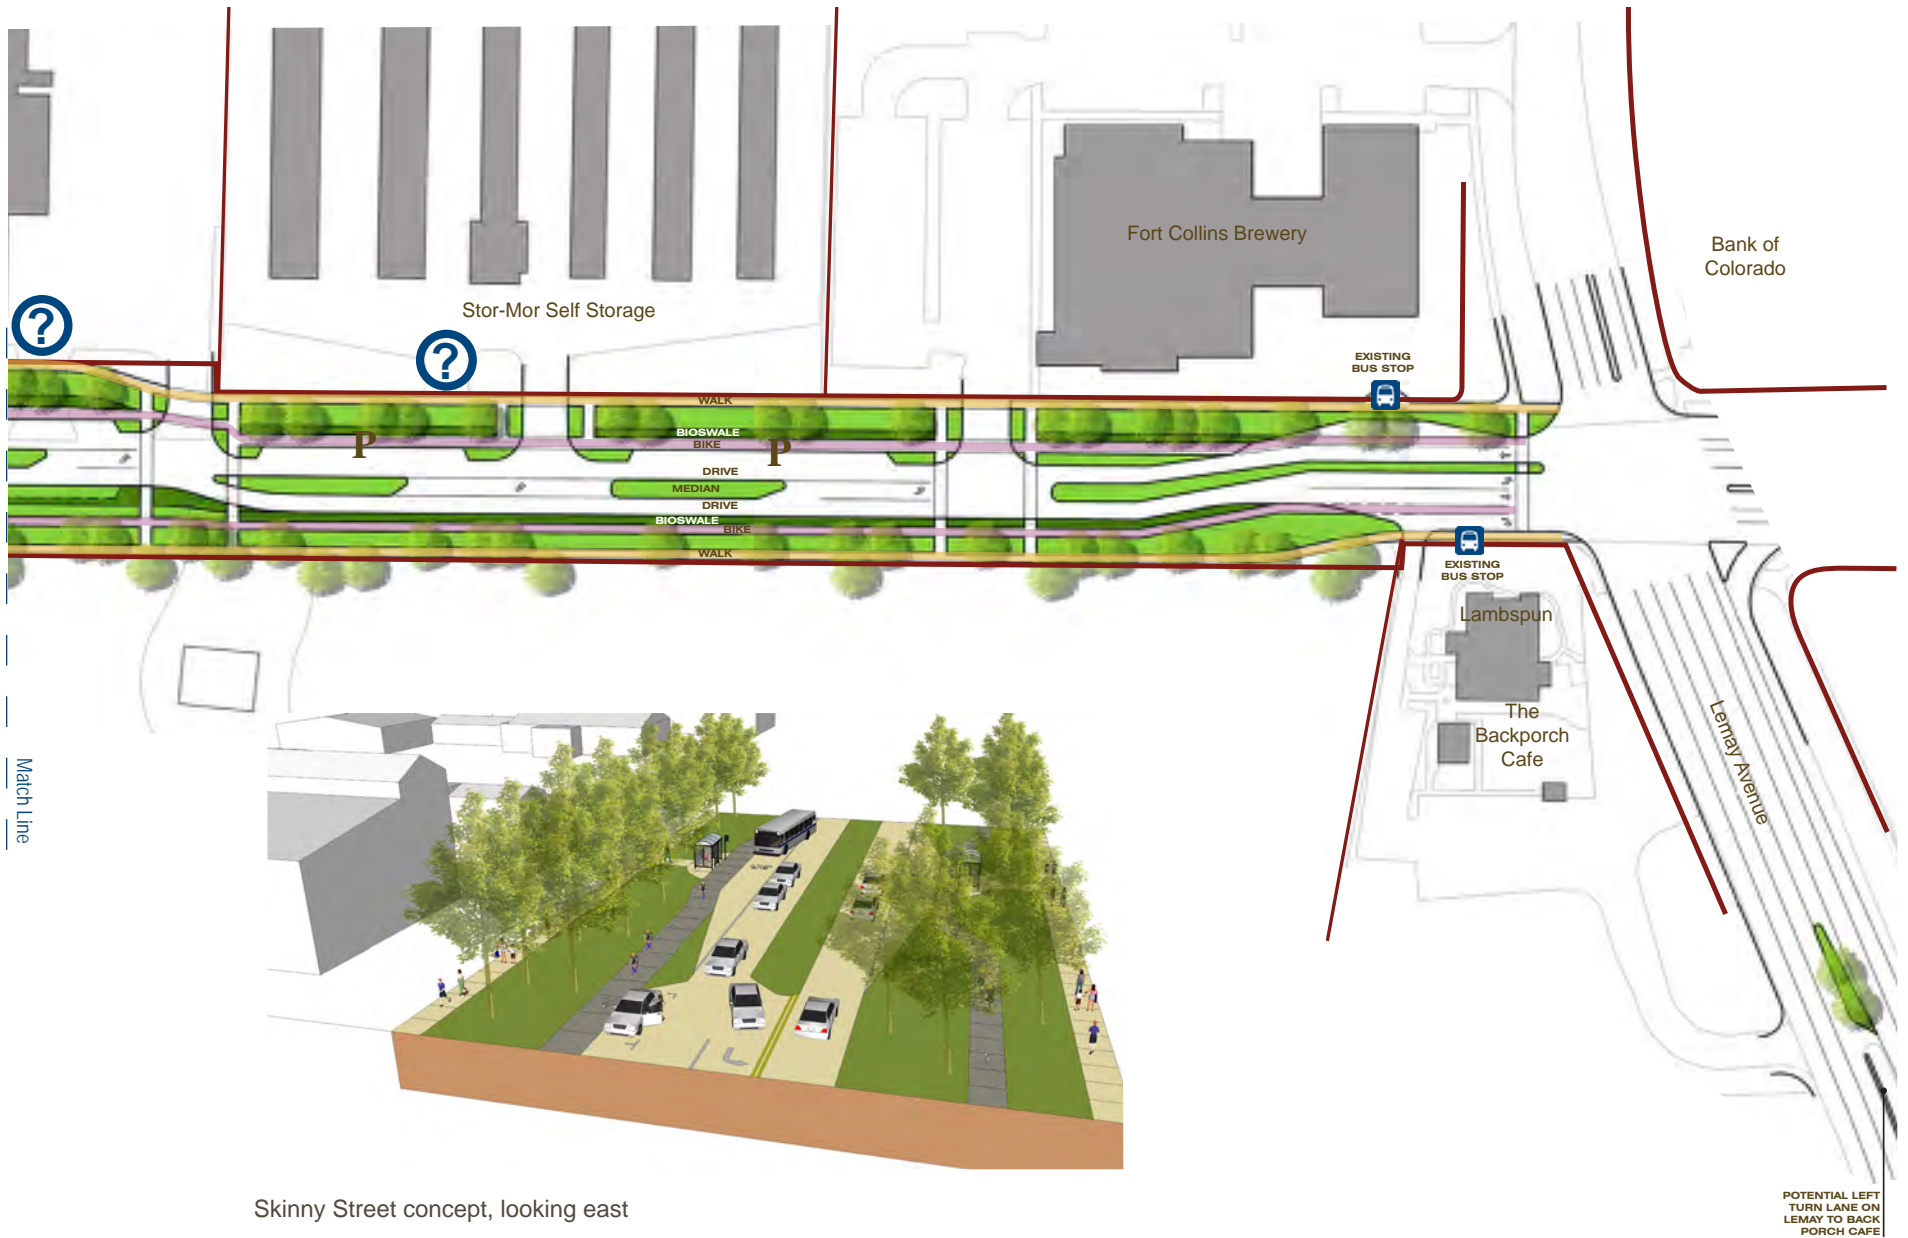 Fort Collins Brewery
Bank of
Colorado
Stor-Mor Self Storage
?
?
EXISTING
BUS STOP
WALK
BIOSWALE
BIKE
P
P
DRIVE
MEDIAN
DRIVE
BIOSWALE
BIKE
WALK
EXISTING
BUS STOP
Lambspun
The
Backporch
Cafe
Lemay Avenue
Match Line
Skinny Street concept, looking east
POTENTIAL LEFT
TURN LANE ON
LEMAY TO BACK
PORCH CAFE